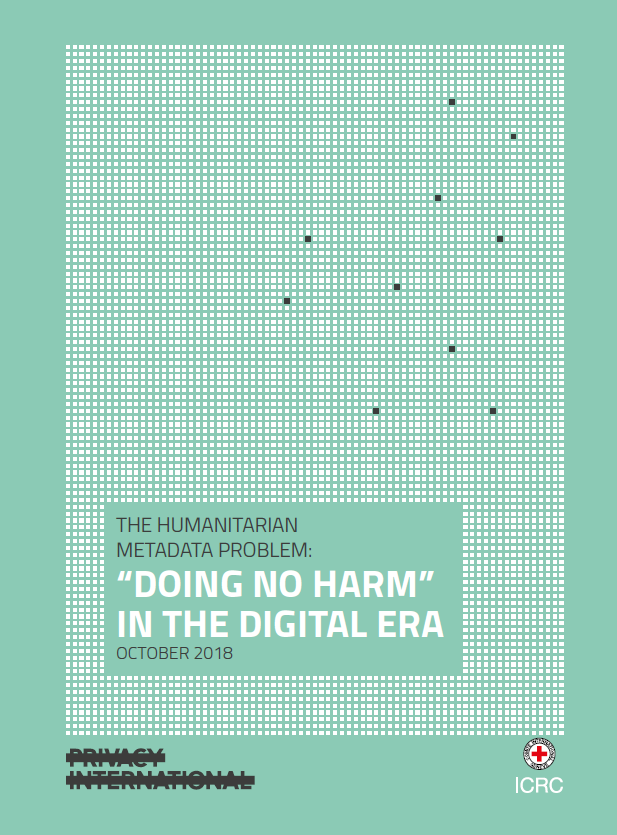 THE HUMANITARIAN
METADATA PROBLEM:
“DOING NO HARM”
IN THE DIGITAL ERA
OCTOBER 2018
PRIVACY
INTERNATIONAL
ICRC